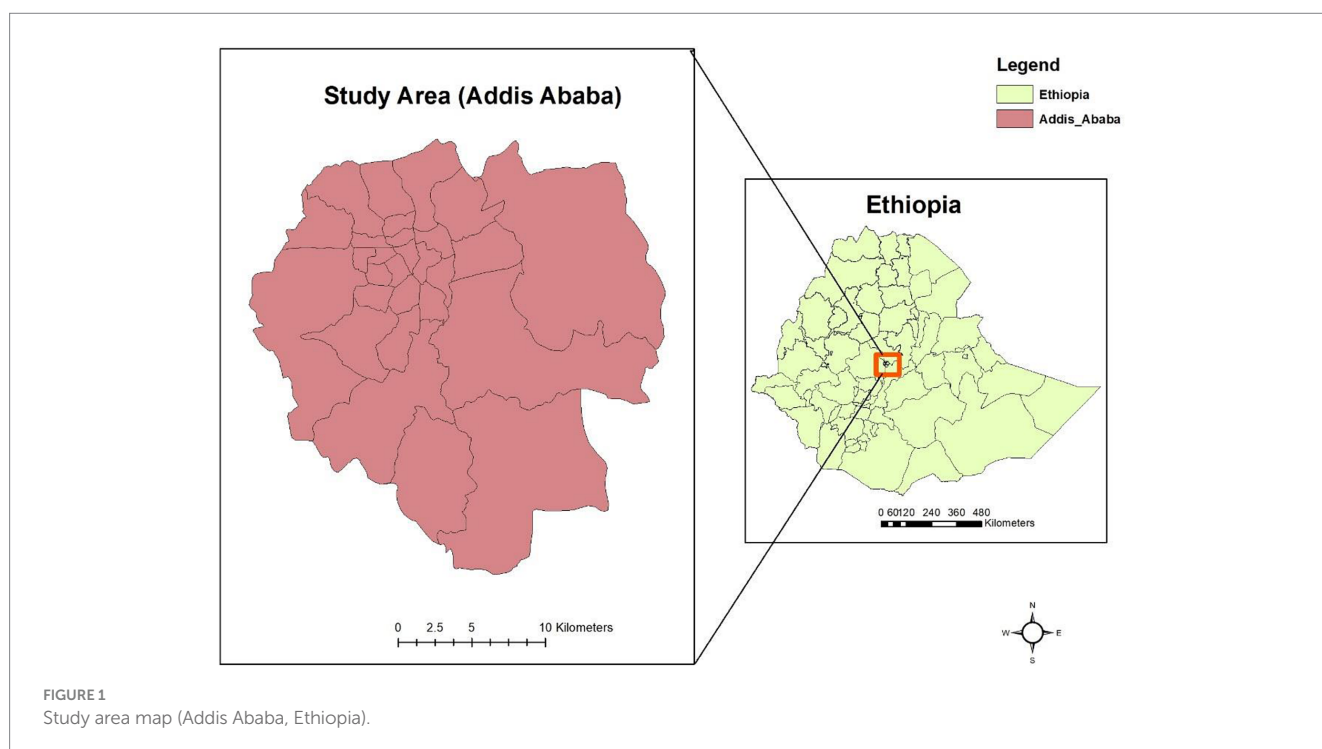 Study Area (Addis Ababa)
0 2.5 5 10 Kilometers
Legend
Ethiopia
Addis_Ababa
Ethiopia
0 60120 240 360 480
Kilometers
N
W E
S
FIGURE 1
Study area map (Addis Ababa, Ethiopia).